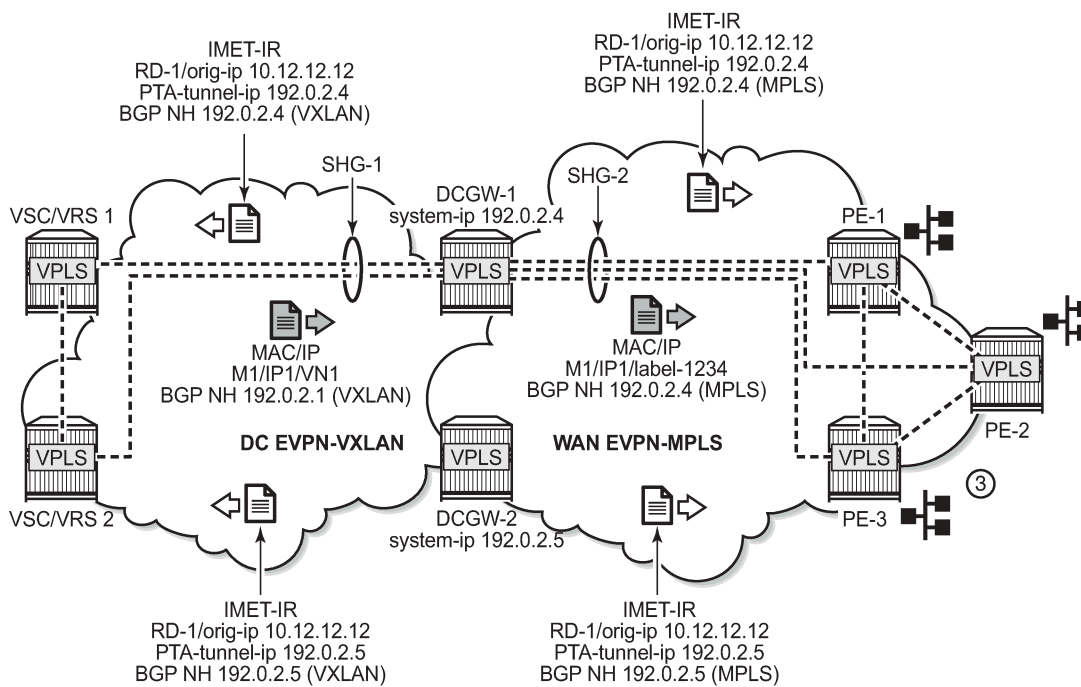 IMET-IR
RD-1/orig-ip 10.12.12.12
PTA-tunnel-ip 192.0.2.4
BGP NH 192.0.2.4 (VXLAN)
IMET-IR
RD-1/orig-ip 10.12.12.12
PTA-tunnel-ip 192.0.2.4
BGP NH 192.0.2.4 (MPLS)
SHG-1
SHG-2
VSC/VRS 1
DCGW-1
system-ip 192.0.2.4
PE-1
VPLS
VPLS
VPLS
MAC/IP
M1/IP1/VN1
BGP NH 192.0.2.1 (VXLAN)
MAC/IP
M1/IP1/label-1234
BGP NH 192.0.2.4 (MPLS)
VPLS
PE-2
DC EVPN-VXLAN
WAN EVPN-MPLS
VPLS
VPLS
VPLS
3
VSC/VRS 2
DCGW-2
system-ip 192.0.2.5
PE-3
IMET-IR
RD-1/orig-ip 10.12.12.12
PTA-tunnel-ip 192.0.2.5
BGP NH 192.0.2.5 (VXLAN)
IMET-IR
RD-1/orig-ip 10.12.12.12
PTA-tunnel-ip 192.0.2.5
BGP NH 192.0.2.5 (MPLS)